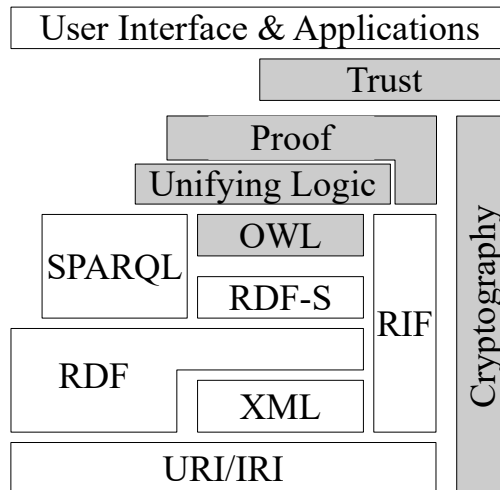 User Interface & Applications
Trust
Proof
Unifying Logic
OWL
SPARQL
RDF-S
RIF
Cryptography
RDF
XML
URI/IRI